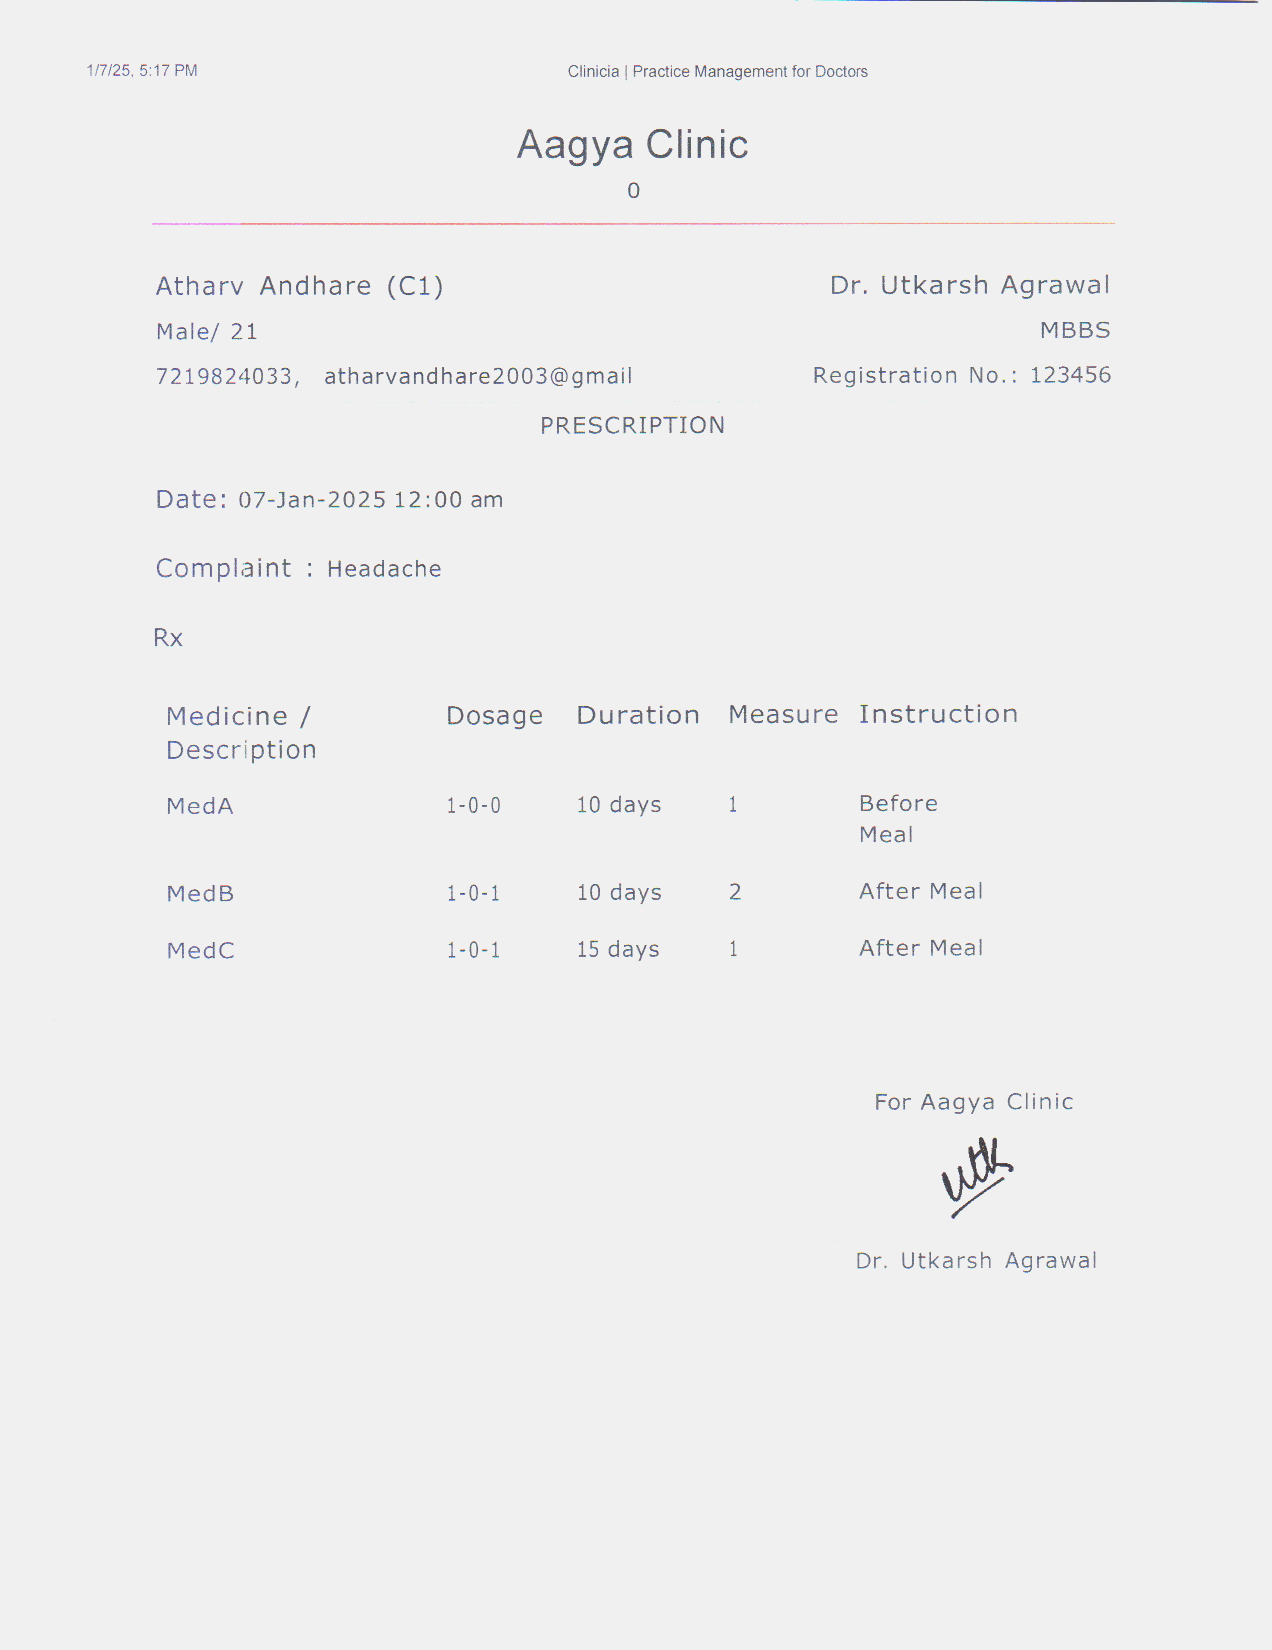 1/7/25, 5:17 PM Clinicia | Practice Management for Doctors
Aagya Clinic
0
Atharv Andhare (C1) Dr. Utkarsh Agrawal
Male/ 21 MBBS
7219824033, atharvandhare2003@gmail Registration No.: 123456
PRESCRIPTION
Date: 07-Jan-2025 12:00 am
Complaint : Headache
Rx
Medicine / Dosage Duration Measure Instruction
Description
MedA 1-0-0 10 days 1 Before
Meal
MedB 1-0-1 10 days 2 After Meal
MedC 1-0-1 15 days 1 After Meal
For Aagya Clinic
utk
Dr. Utkarsh Agrawal